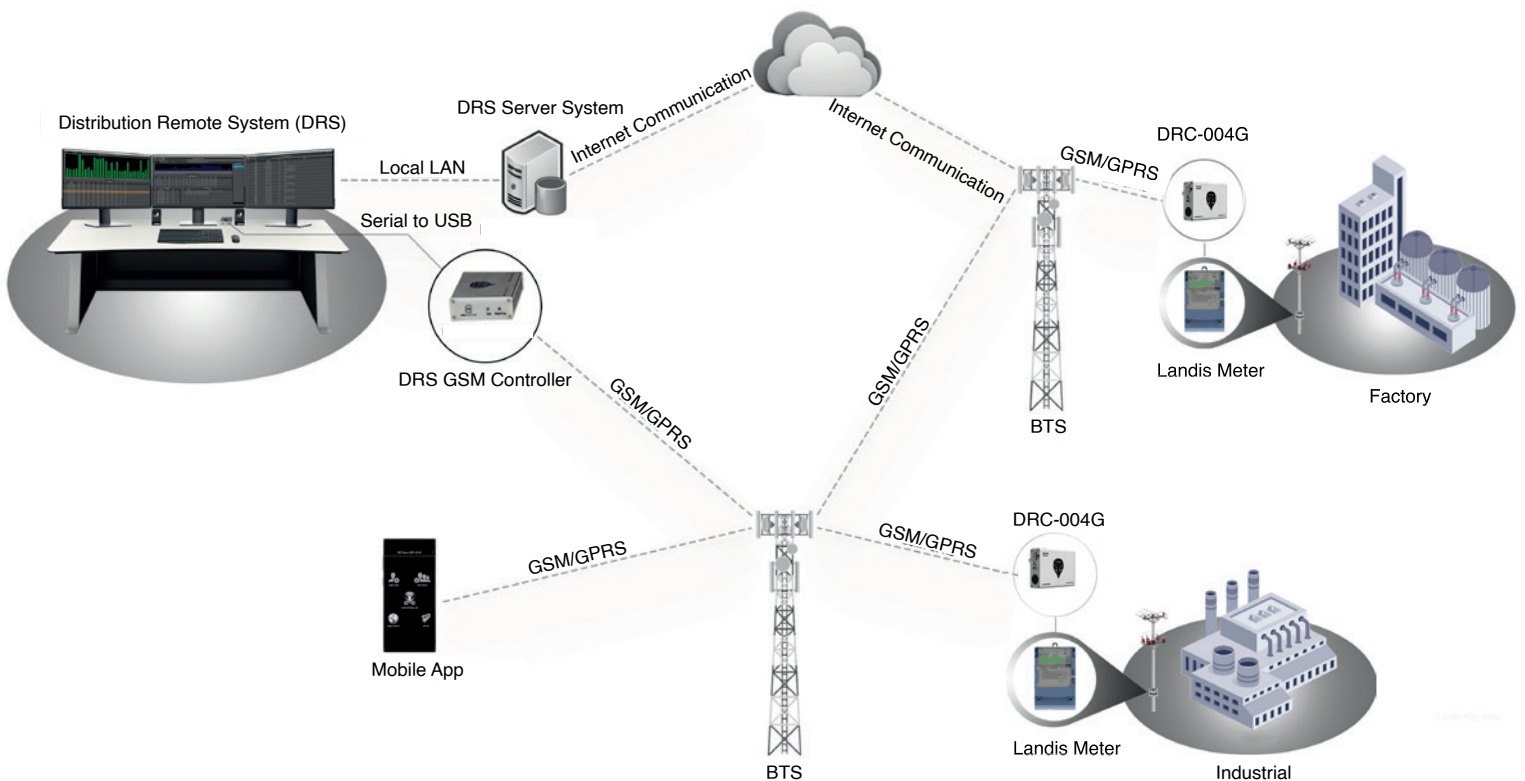 Distribution Remote System (DRS)
DRS Server System
Internet Communication
Internet Communication
DRC-004G
GSM/GPRS
Local LAN
Serial to USB
DRS GSM Controller
GSM/GPRS
GSM/GPRS
Landis Meter
Factory
BTS
DRC-004G
GSM/GPRS
GSM/GPRS
Mobile App
BTS
Landis Meter
Industrial